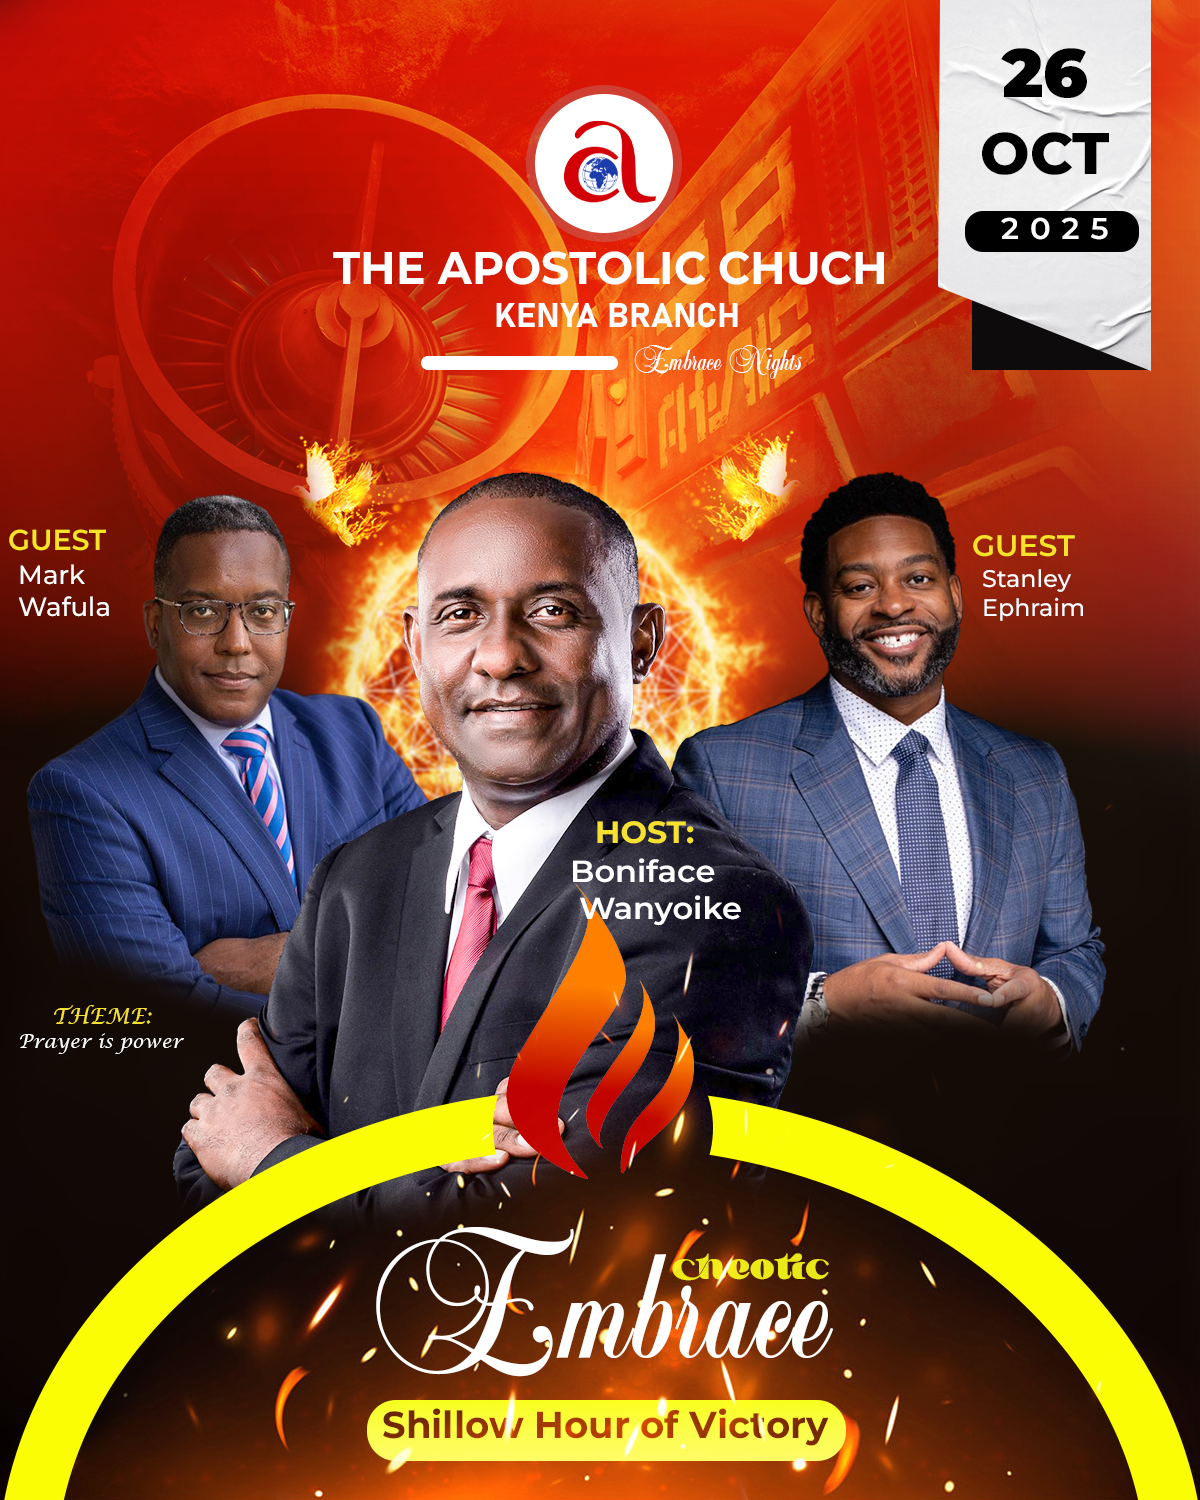 26
OCT
2025
THE APOSTOLIC CHUCH
KENYA BRANCH
Embrace Nights
GUEST
Mark
Wafula
GUEST
Stanley
Ephraim
HOST:
Boniface
Wanyoike
THEME:
Prayer is power
cheotic
Embrace
Shillow Hour of Victory